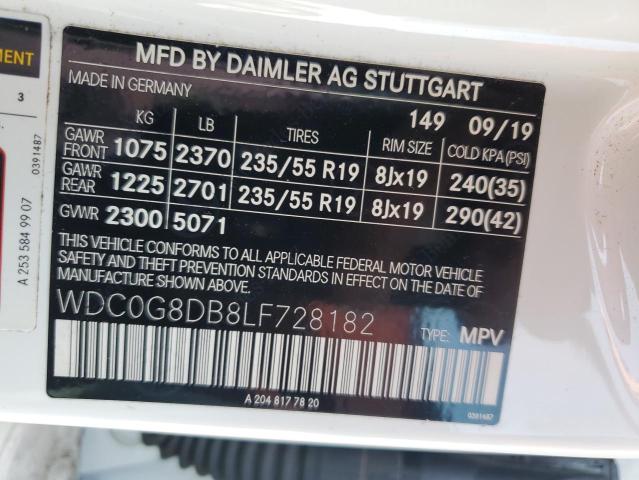 MENT
3
0391487
A 253 584 99 07
MFD BY DAIMLER AG STUTTGART
MADE IN GERMANY
149 09/19
KG LB TIRES RIM SIZE COLD KPA(PSI)
GAWR FRONT 1075 2370 235/55 R19 8Jx19 240(35)
GAWR REAR 1225 2701 235/55 R19 8Jx19 290(42)
GVWR 2300 5071
THIS VEHICLE CONFORMS TO ALL APPLICABLE FEDERAL MOTOR VEHICLE
SAFETY AND THEFT PREVENTION STANDARDS IN EFFECT ON THE DATE OF
MANUFACTURE SHOWN ABOVE.
WDC0G8DB8LF728182
TYPE: MPV
A 204 817 78 20
0391487